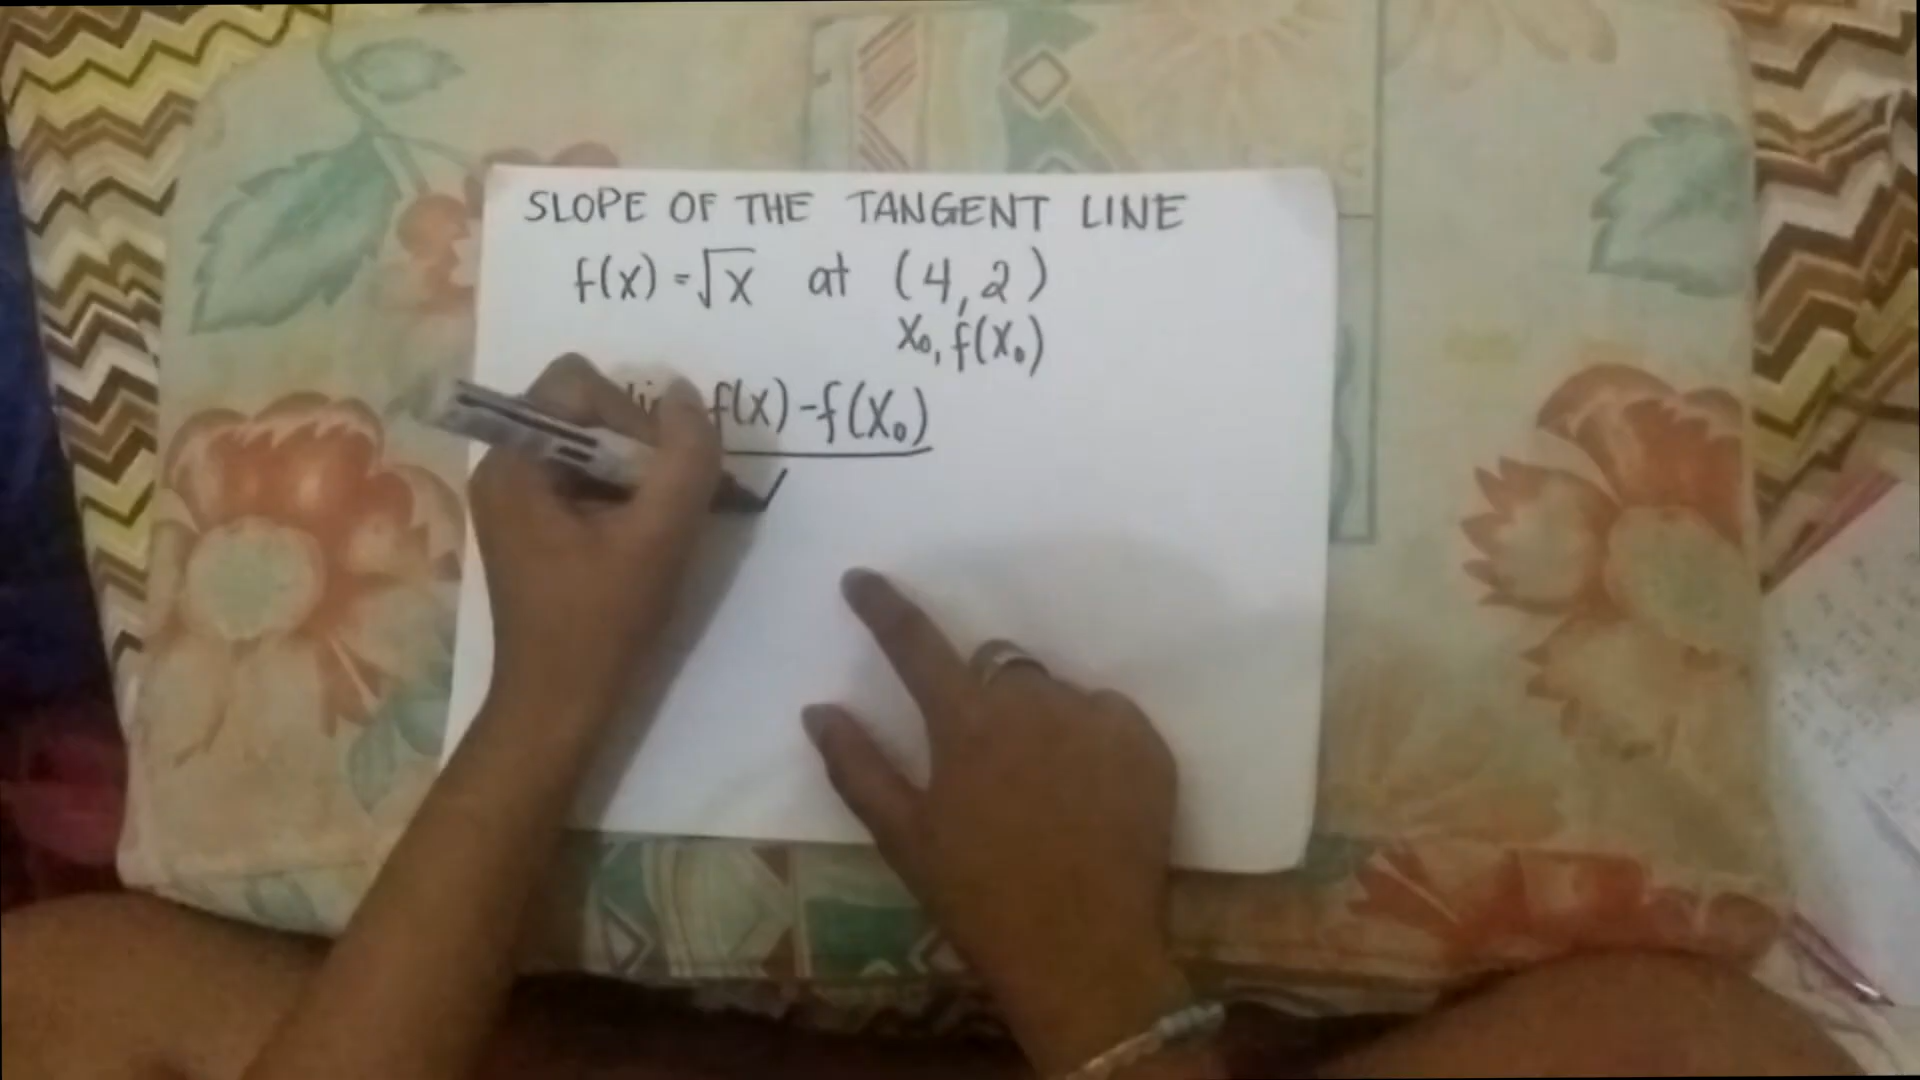 SLOPE OF THE TANGENT LINE
f(x) = √x at (4, 2)
x₀, f(x₀)
f(x) - f(x₀)